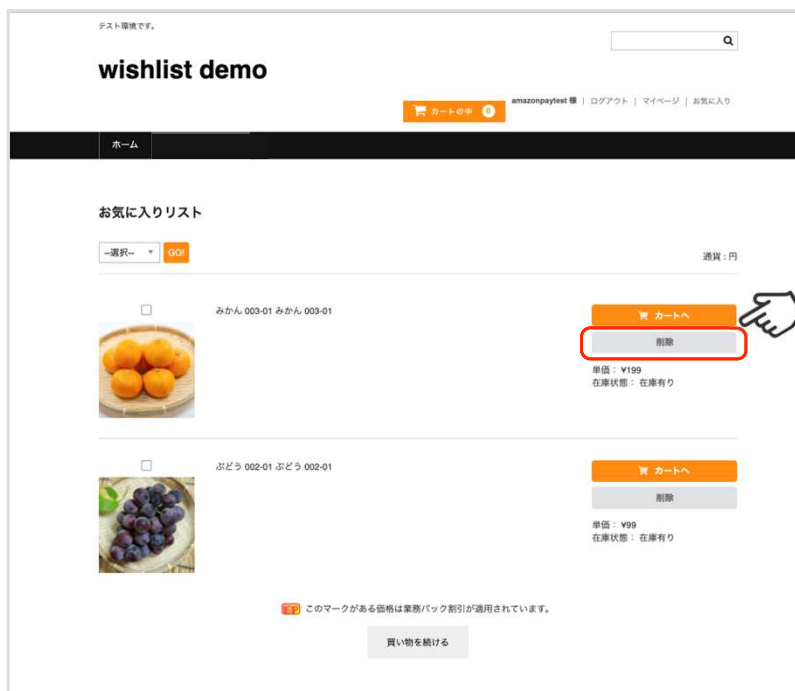 テスト環境です。
wishlist demo
カートの中 0
amazonpaytest 様 | ログアウト | マイページ | お気に入り
ホーム
お気に入りリスト
--選択-- GO!
通貨 : 円
みかん 003-01 みかん 003-01
カートへ
削除
単価 : ¥199
在庫状態 : 在庫有り
ぶどう 002-01 ぶどう 002-01
カートへ
削除
単価 : ¥99
在庫状態 : 在庫有り
このマークがある価格は業務パック割引が適用されています。
買い物を続ける